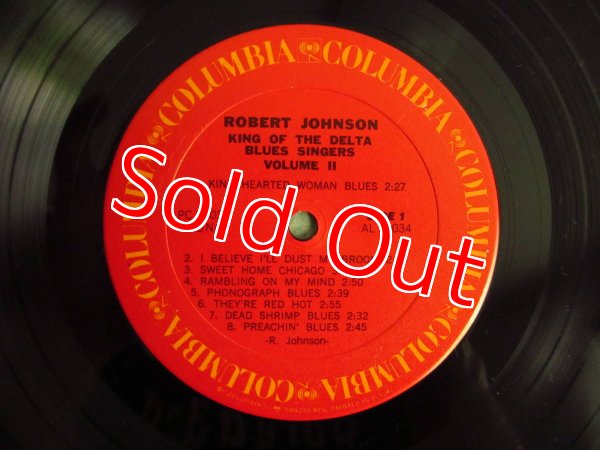 COLUMBIA COLUMBIA COLUMBIA COLUMBIA COLUMBIA COLUMBIA
ROBERT JOHNSON
KING OF THE DELTA
BLUES SINGERS
VOLUME II
HEARTED WOMAN BLUES 2:27
1
AL
Sold Out
2. I BELIEVE I'LL DUST
3. SWEET HOME CHICAGO
4. RAMBLING ON MY MIND 2:50
5. PHONOGRAPH BLUES 2:39
6. THEY'RE RED HOT 2:55
7. DEAD SHRIMP BLUES 2:32
8. PREACHIN' BLUES 2:45
-R. Johnson-